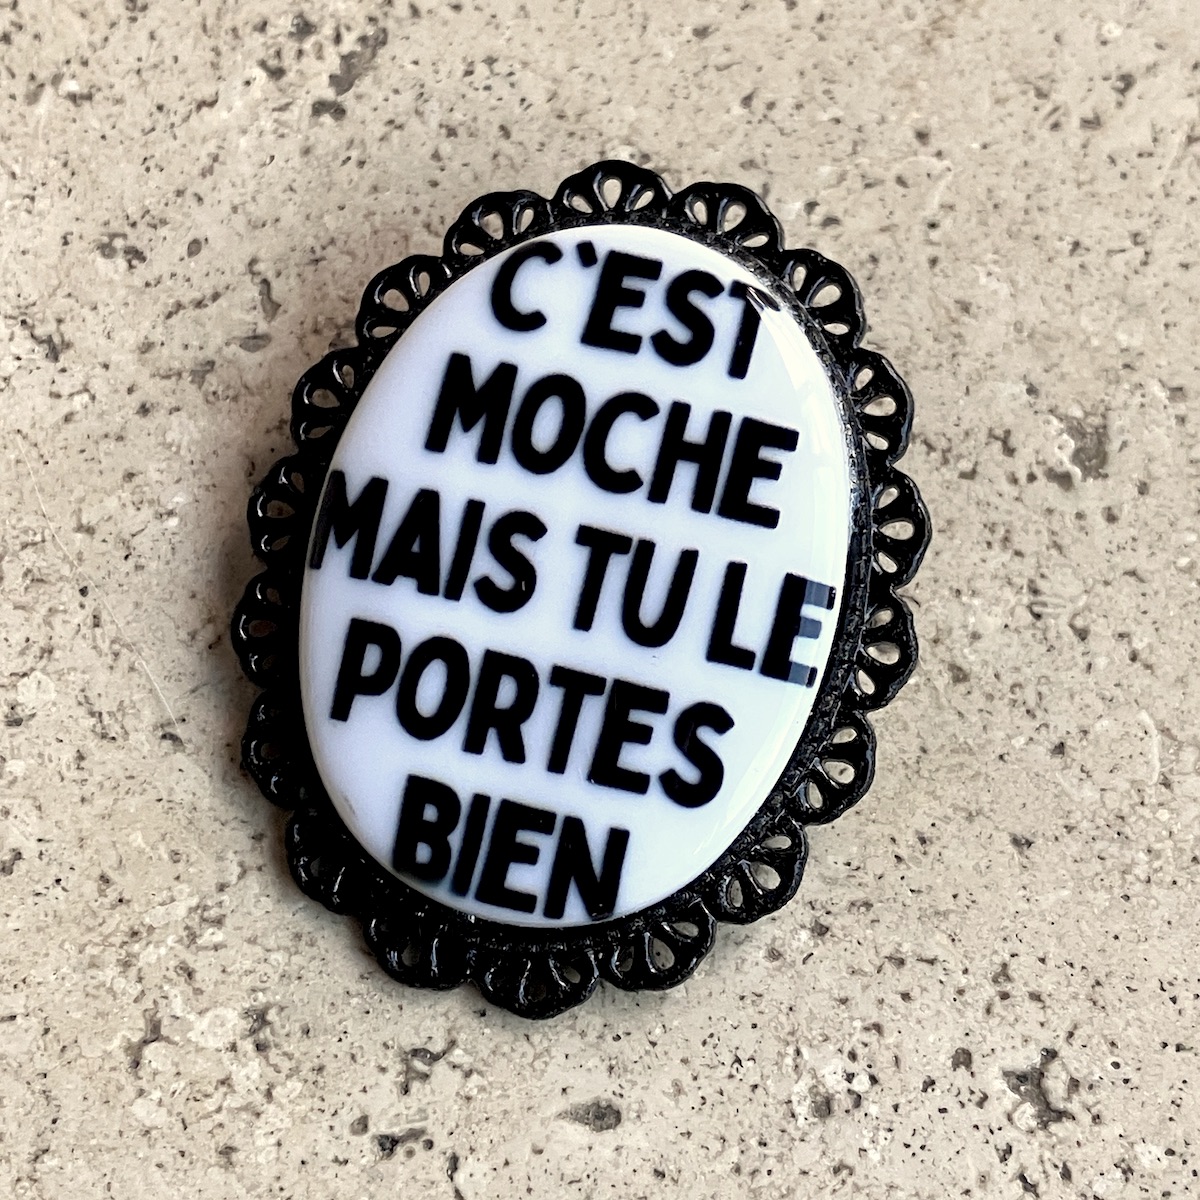 C'EST
MOCHE
MAIS TU LE
PORTES
BIEN